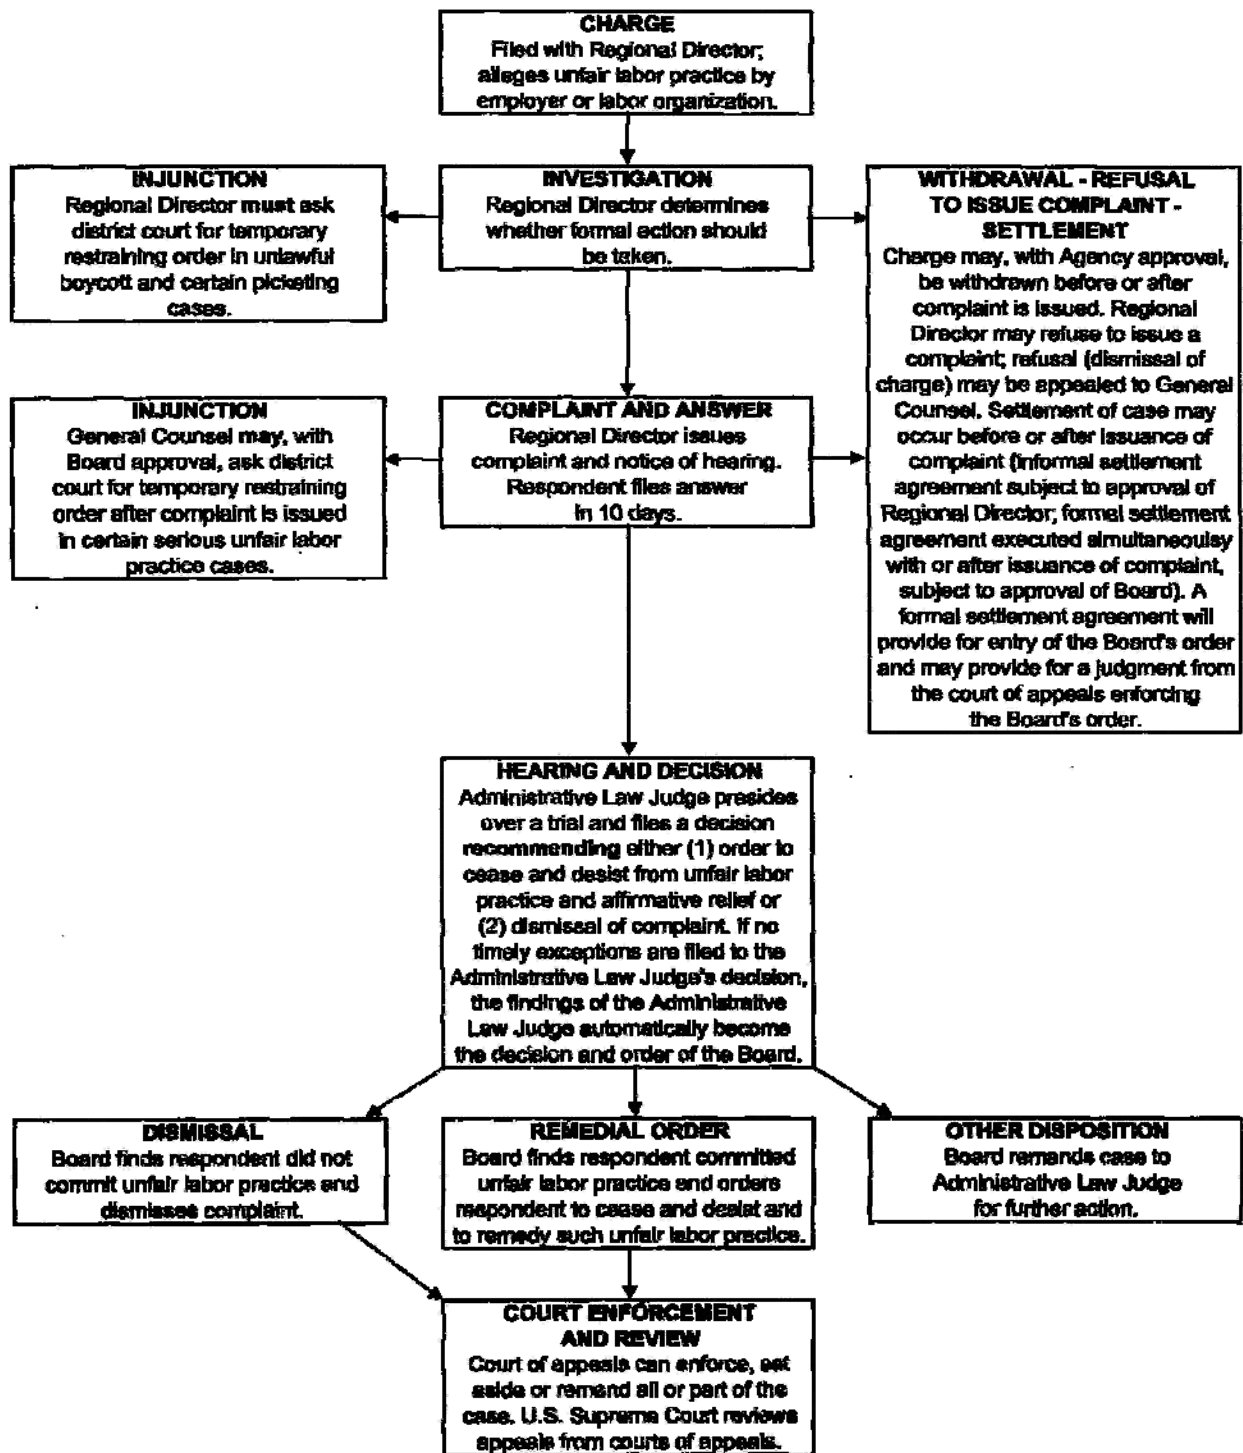 CHARGE
Filed with Regional Director;
alleges unfair labor practice by
employer or labor organization.
INJUNCTION
Regional Director must ask
district court for temporary
restraining order in unlawful
boycott and certain picketing
cases.
INVESTIGATION
Regional Director determines
whether formal action should
be taken.
WITHDRAWAL - REFUSAL
TO ISSUE COMPLAINT -
SETTLEMENT
Charge may, with Agency approval,
be withdrawn before or after
complaint is issued. Regional
Director may refuse to issue a
complaint; refusal (dismissal of
charge) may be appealed to General
Counsel. Settlement of case may
occur before or after issuance of
complaint (informal settlement
agreement subject to approval of
Regional Director; formal settlement
agreement executed simultaneoulsy
with or after issuance of complaint,
subject to approval of Board). A
formal settlement agreement will
provide for entry of the Board's order
and may provide for a judgment from
the court of appeals enforcing
the Board's order.
INJUNCTION
General Counsel may, with
Board approval, ask district
court for temporary restraining
order after complaint is issued
in certain serious unfair labor
practice cases.
COMPLAINT AND ANSWER
Regional Director issues
complaint and notice of hearing.
Respondent files answer
in 10 days.
HEARING AND DECISION
Administrative Law Judge presides
over a trial and files a decision
recommending either (1) order to
cease and desist from unfair labor
practice and affirmative relief or
(2) dismissal of complaint. If no
timely exceptions are filed to the
Administrative Law Judge's decision,
the findings of the Administrative
Law Judge automatically become
the decision and order of the Board.
DISMISSAL
Board finds respondent did not
commit unfair labor practice and
dismisses complaint.
REMEDIAL ORDER
Board finds respondent committed
unfair labor practice and orders
respondent to cease and desist and
to remedy such unfair labor practice.
OTHER DISPOSITION
Board remands case to
Administrative Law Judge
for further action.
COURT ENFORCEMENT
AND REVIEW
Court of appeals can enforce, set
aside or remand all or part of the
case. U.S. Supreme Court reviews
appeals from courts of appeals.